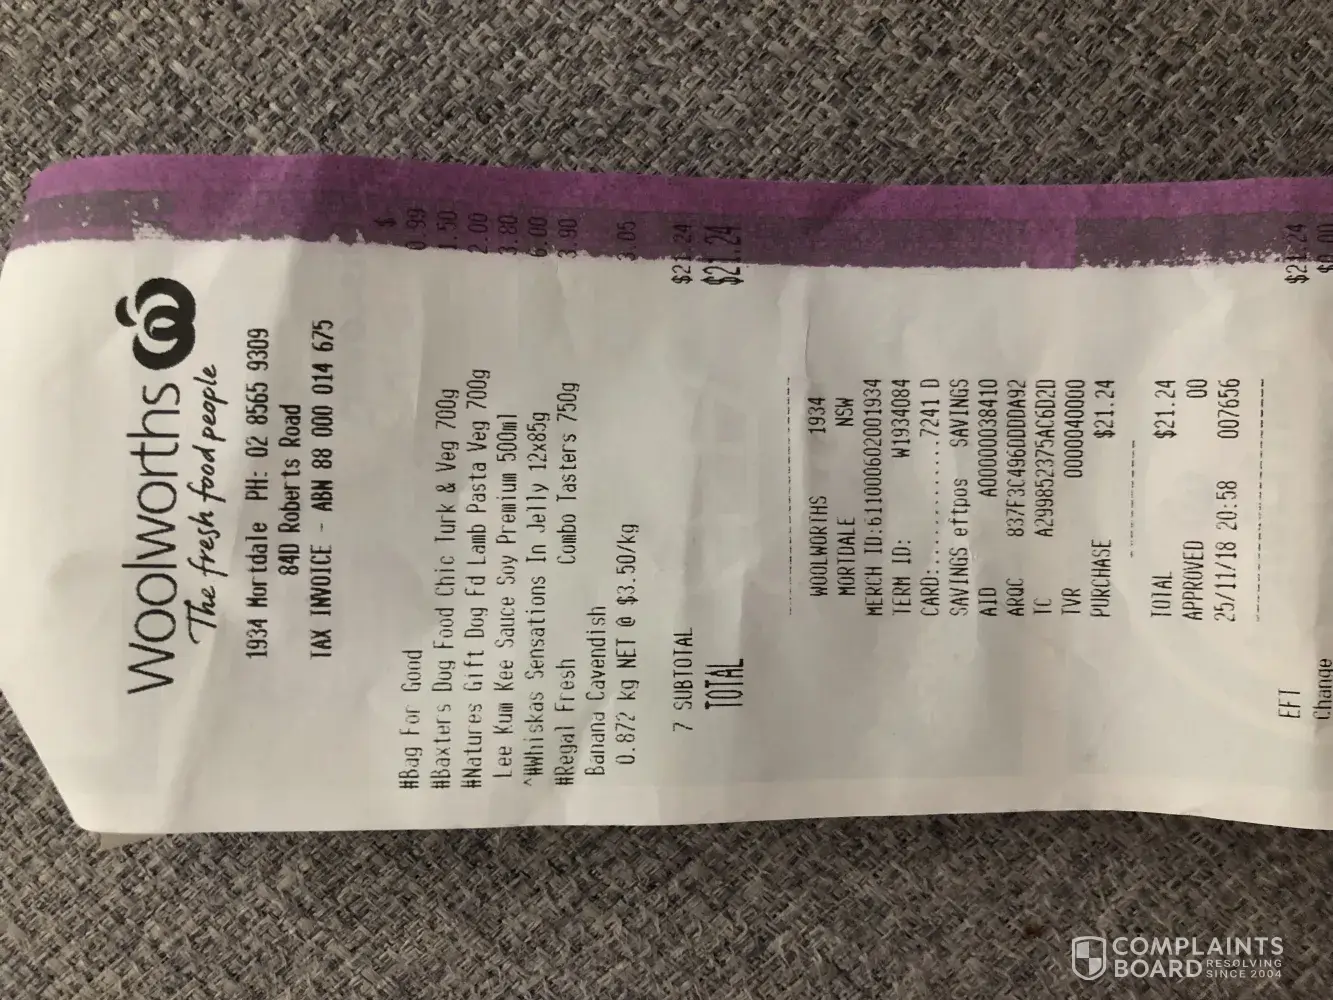 Woolworths
The fresh food people
1934 Mortdale PH: 02 8565 9309
84D Roberts Road
TAX INVOICE - ABN 88 000 014 675
$
#Bag For Good 0.99
#Baxters Dog Food Chic Turk & Veg 700g 1.50
#Natures Gift Dog Fd Lamb Pasta Veg 700g 2.00
Lee Kum Kee Sauce Soy Premium 500ml 3.80
^#Whiskas Sensations In Jelly 12x85g 6.00
#Regal Fresh Combo Tasters 750g 3.90
Banana Cavendish
0.872 kg NET @ $3.50/kg 3.05
7 SUBTOTAL $21.24
TOTAL $21.24
WOOLWORTHS 1934
MORTDALE NSW
MERCH ID:611000602001934
TERM ID: W1934084
CARD:............7241 D
SAVINGS eftpos SAVINGS
AID A00000038410
ARQC 837F3C496DDDDA92
TC A299852375AC6D2D
TVR 0000040000
PURCHASE $21.24
TOTAL $21.24
APPROVED 00
25/11/18 20:58 007656
EFT $21.24
Change $0.00
COMPLAINTS
BOARD RESOLVING
SINCE 2004